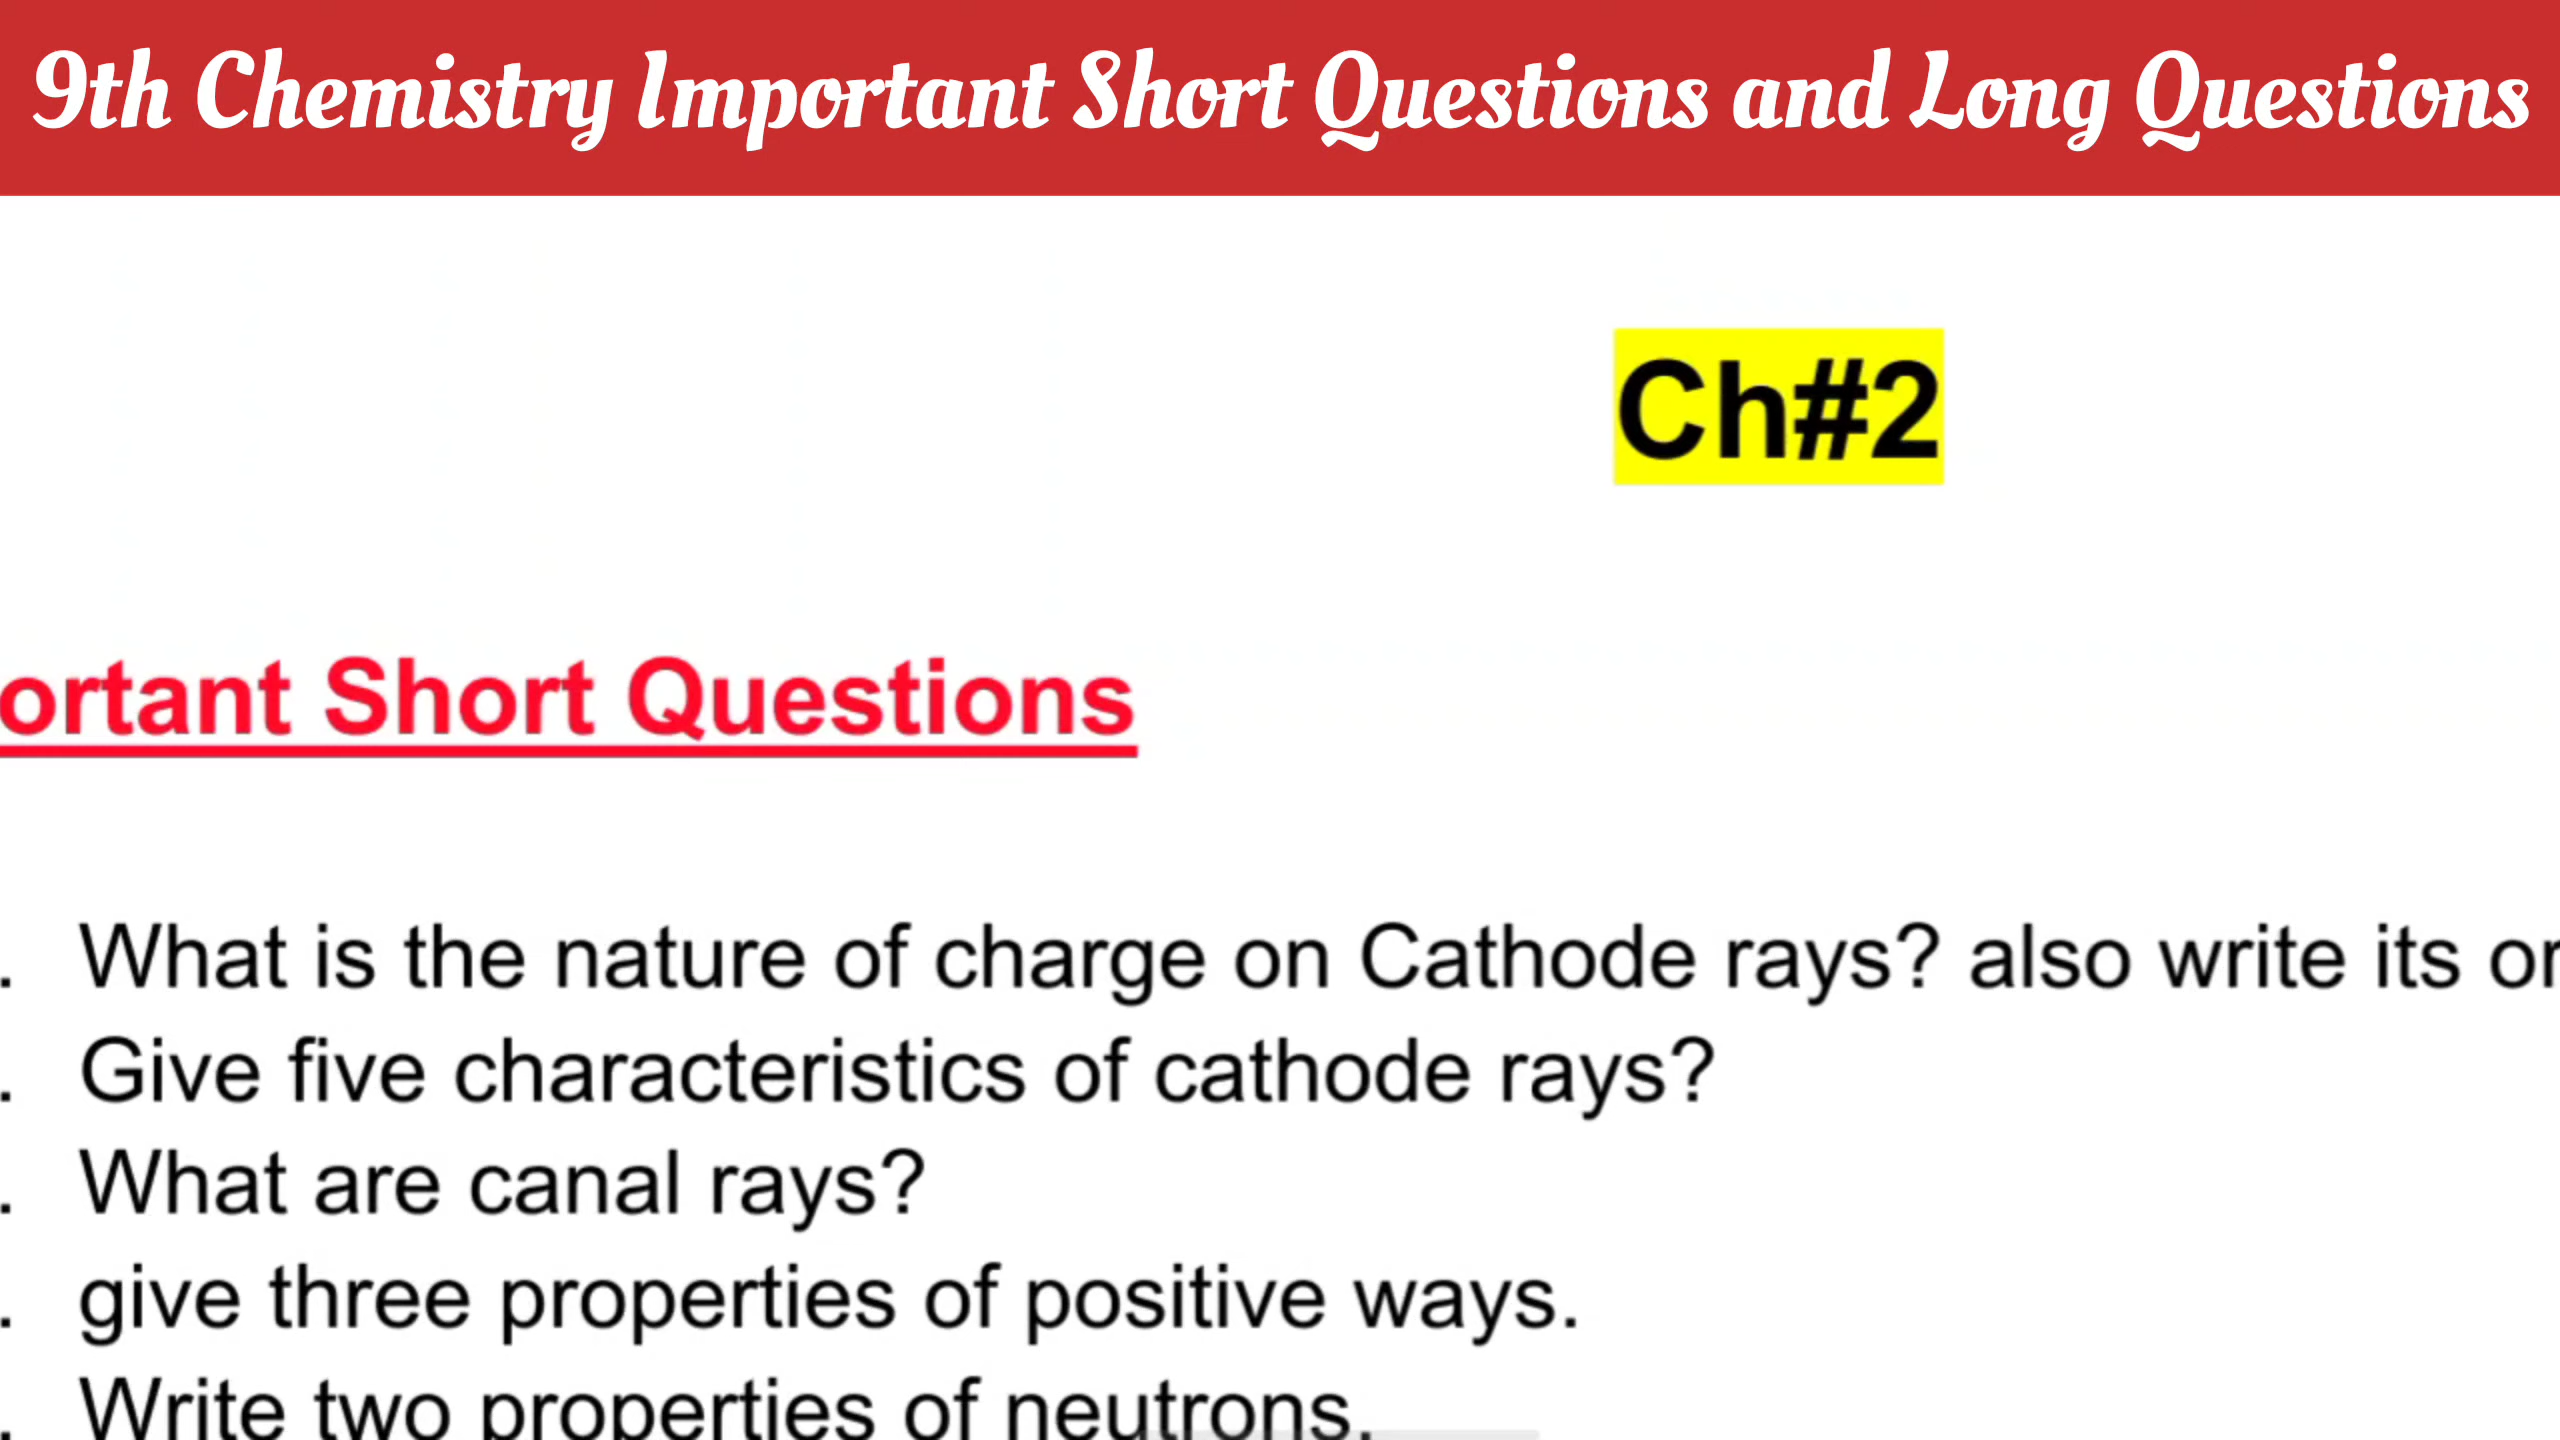 9th Chemistry Important Short Questions and Long Questions
Ch#2
ortant Short Questions
. What is the nature of charge on Cathode rays? also write its or
. Give five characteristics of cathode rays?
. What are canal rays?
. give three properties of positive ways.
. Write two properties of neutrons.